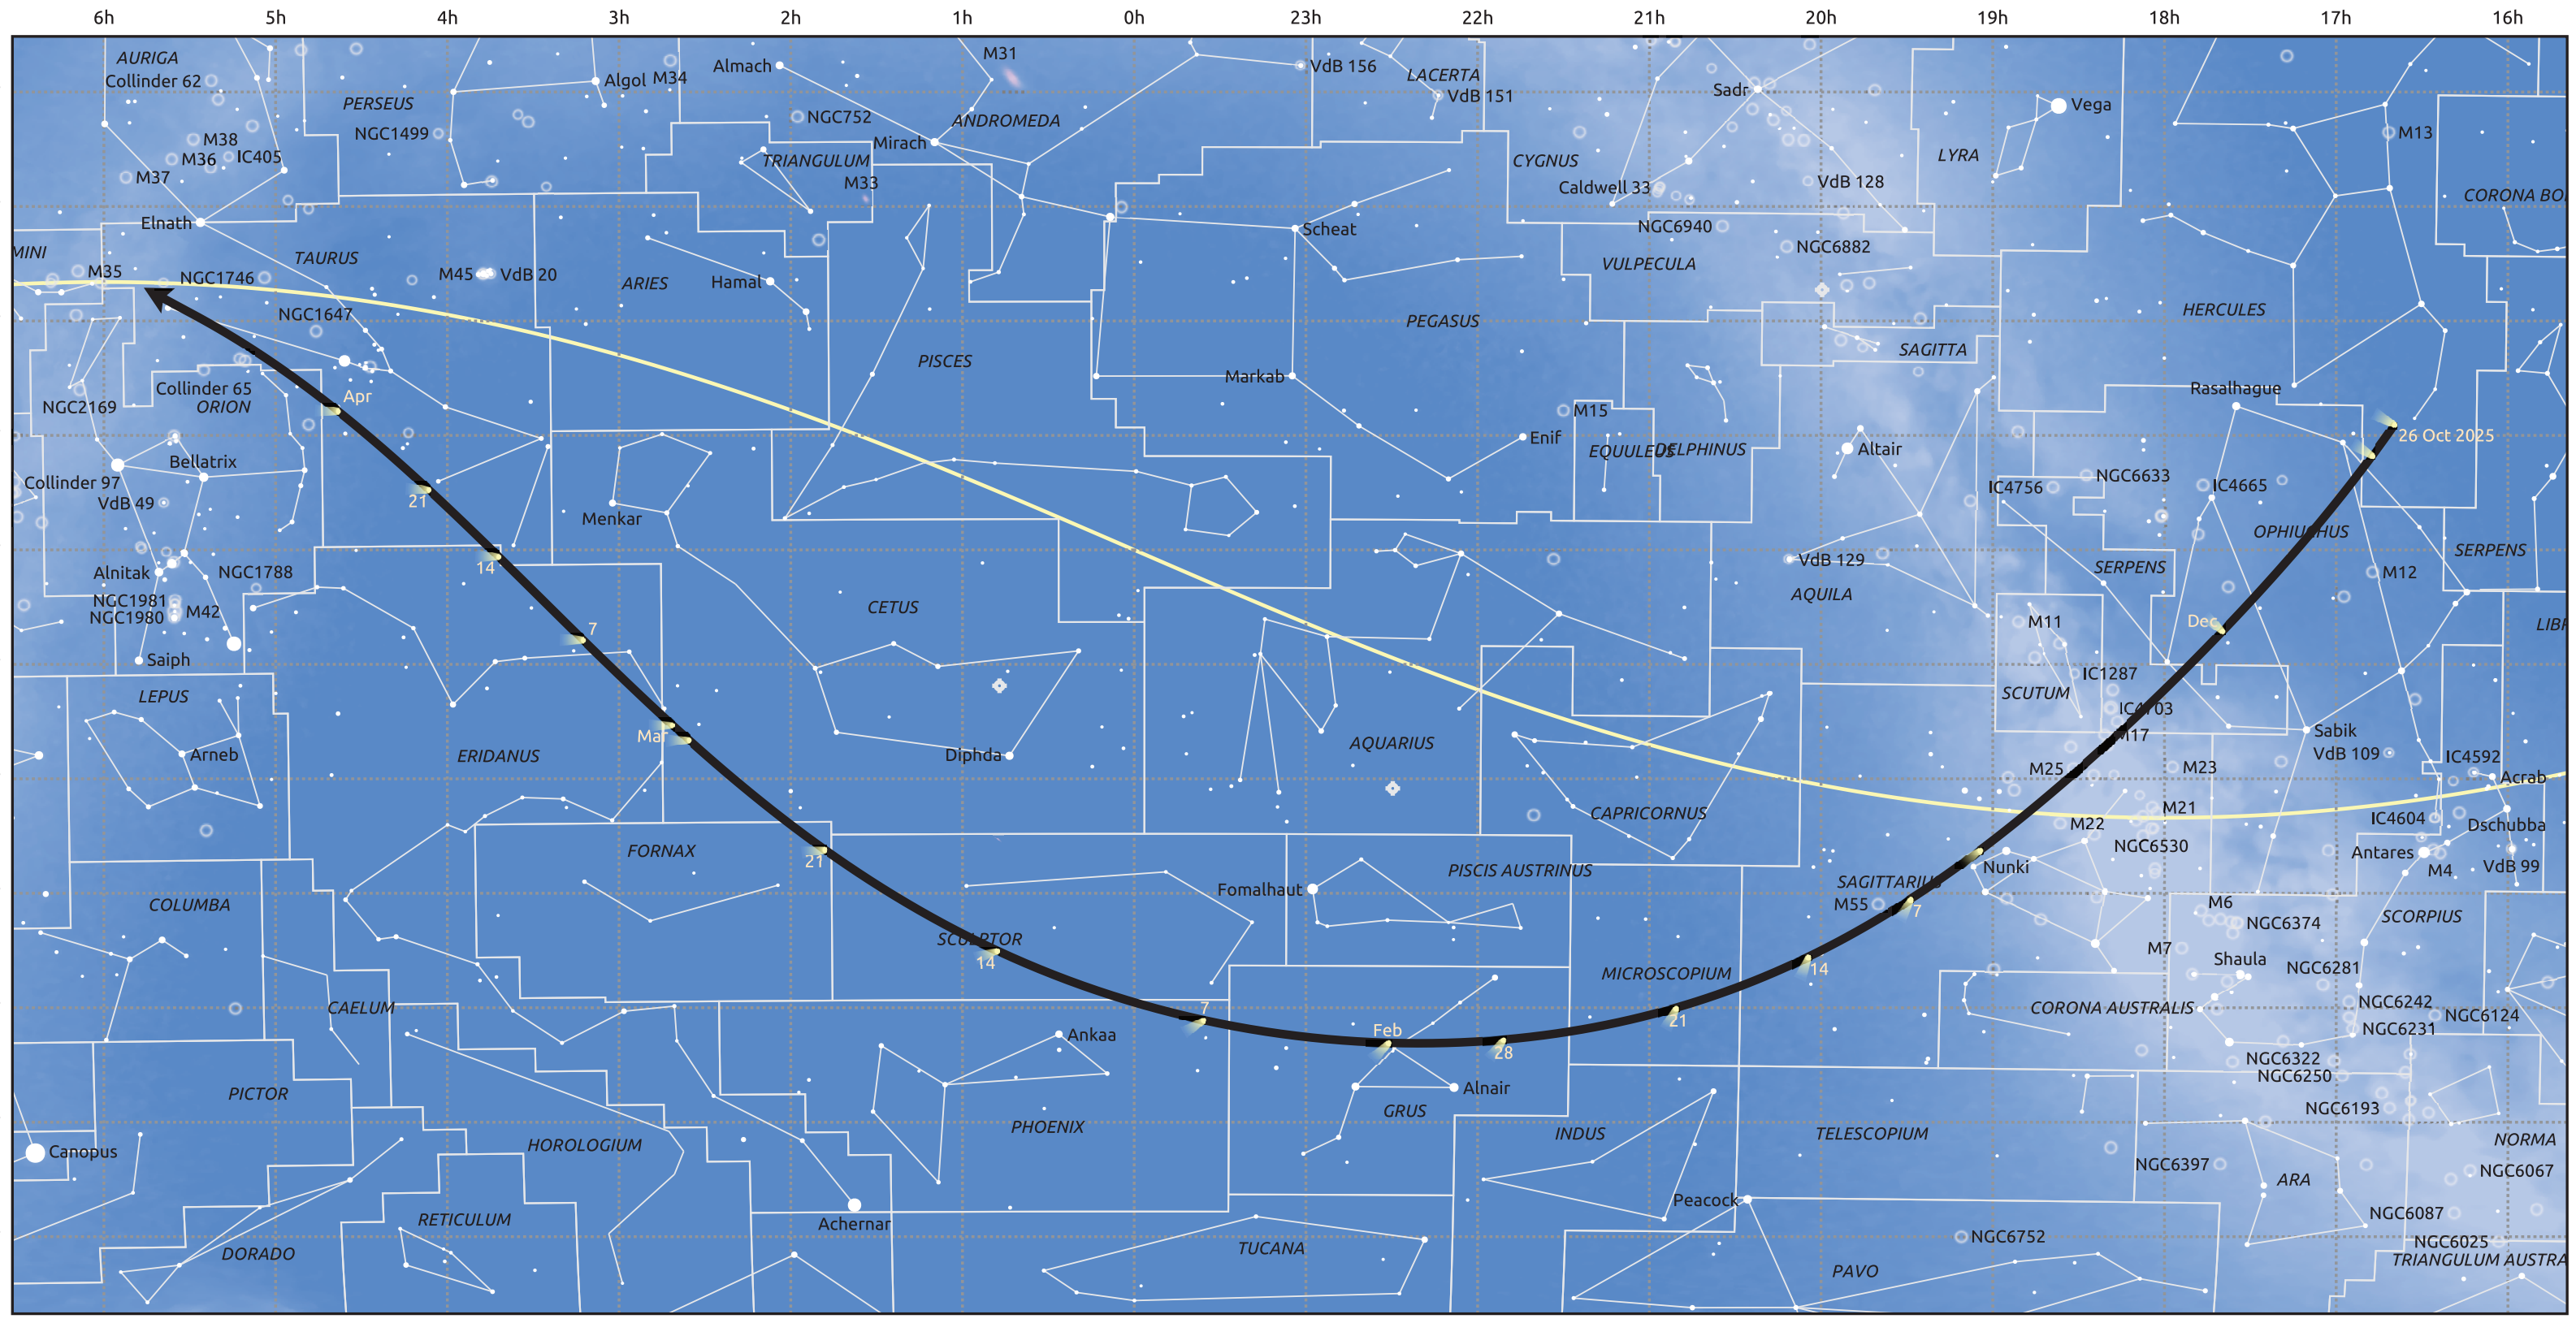 6h 5h 4h 3h 2h 1h 0h 23h 22h 21h 20h 19h 18h 17h 16h
AURIGA
M31
Almach
VdB 156
LACERTA
Collinder 62
Algol
M34
Sadr
VdB 151
Vega
PERSEUS
NGC752
ANDROMEDA
NGC1499
M13
M38
Mirach
M36
IC405
TRIANGULUM
CYGNUS
LYRA
M37
M33
Caldwell 33
VdB 128
CORONA BO
Elnath
Scheat
NGC6940
MINI
TAURUS
NGC6882
M35
NGC1746
M45
VdB 20
ARIES
Hamal
VULPECULA
NGC1647
PEGASUS
HERCULES
PISCES
SAGITTA
Collinder 65
Markab
Rasalhague
Apr
NGC2169
ORION
M15
26 Oct 2025
Enif
Bellatrix
EQUULEUS
DELPHINUS
Altair
Collinder 97
NGC6633
IC4756
IC4665
VdB 49
21
Menkar
OPHIUCHUS
SERPENS
14
VdB 129
Alnitak
NGC1788
SERPENS
M12
NGC1981
M42
NGC1980
CETUS
AQUILA
7
M11
Dec
LIBR
Saiph
LEPUS
IC1287
SCUTUM
IC4703
Mar
M17
Sabik
Arneb
ERIDANUS
Diphda
AQUARIUS
VdB 109
IC4592
M25
M23
Acrab
CAPRICORNUS
M21
M22
IC4604
Dschubba
FORNAX
21
NGC6530
Antares
Nunki
PISCIS AUSTRINUS
M4
VdB 99
Fomalhaut
SAGITTARIUS
COLUMBA
M55
7
M6
SCORPIUS
NGC6374
SCULPTOR
M7
14
Shaula
14
MICROSCOPIUM
NGC6281
CAELUM
7
CORONA AUSTRALIS
NGC6242
NGC6124
21
NGC6231
Feb
Ankaa
28
NGC6322
NGC6250
PICTOR
Alnair
GRUS
NGC6193
PHOENIX
INDUS
TELESCOPIUM
NORMA
HOROLOGIUM
Canopus
NGC6397
NGC6067
ARA
Peacock
RETICULUM
Achernar
NGC6087
NGC6752
NGC6025
DORADO
TUCANA
TRIANGULUM AUSTRA
PAVO